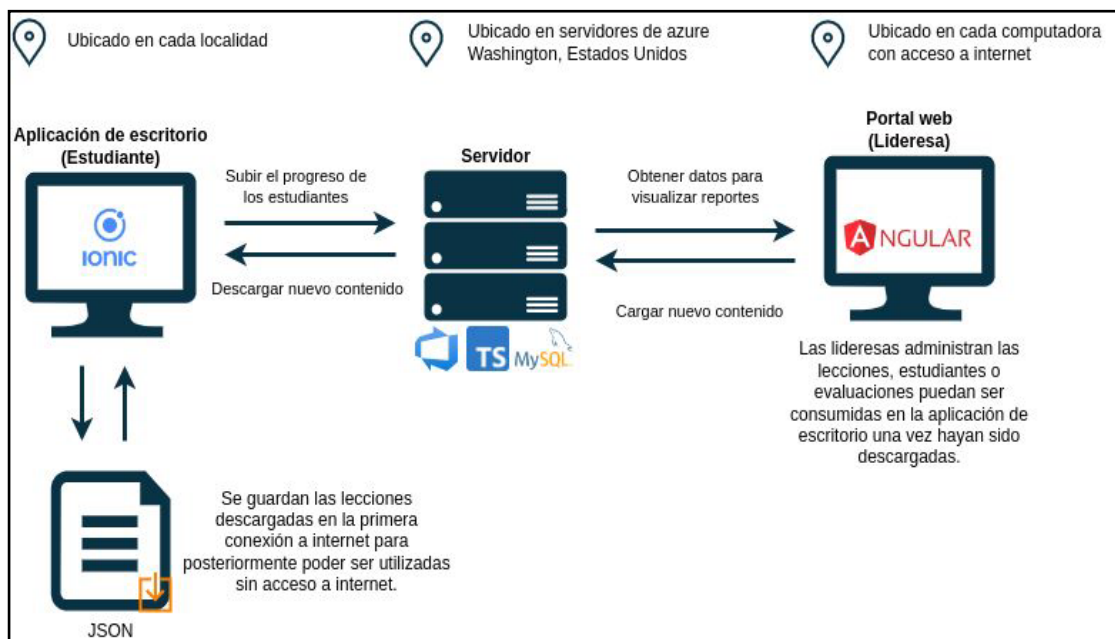 Ubicado en cada localidad
Ubicado en servidores de azure
Washington, Estados Unidos
Ubicado en cada computadora
con acceso a internet
Aplicación de escritorio
(Estudiante)
IONIC
Subir el progreso de
los estudiantes
Descargar nuevo contenido
Servidor
TS
MySQL
Obtener datos para
visualizar reportes
Cargar nuevo contenido
Portal web
(Lideresa)
ANGULAR
Las lideresas administran las
lecciones, estudiantes o
evaluaciones puedan ser
consumidas en la aplicación de
escritorio una vez hayan sido
descargadas.
Se guardan las lecciones
descargadas en la primera
conexión a internet para
posteriormente poder ser utilizadas
sin acceso a internet.
JSON